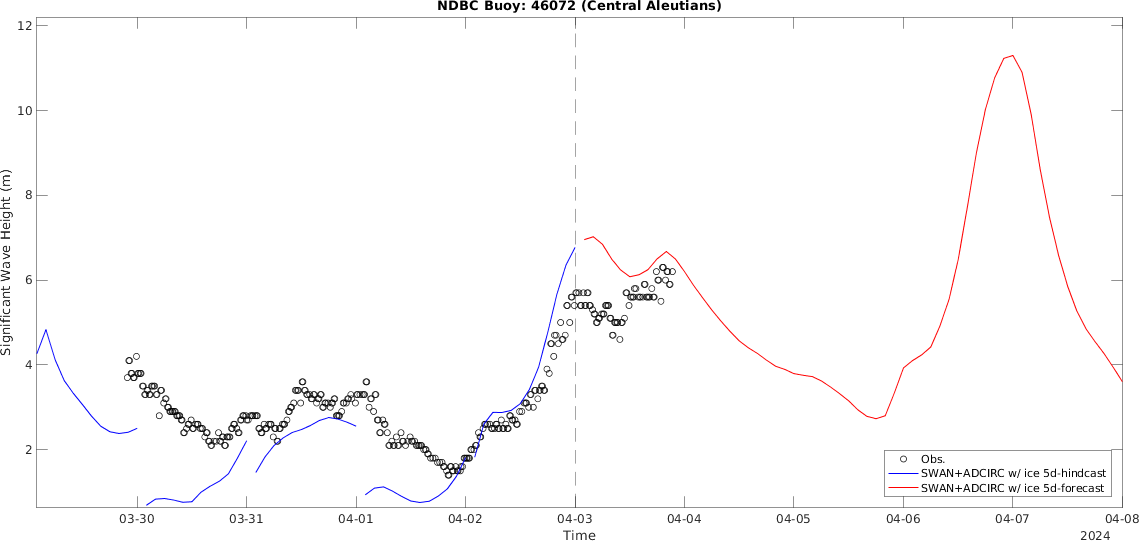 NDBC Buoy: 46072 (Central Aleutians)
12
10
8
6
4
2
Significant Wave Height (m)
Obs.
SWAN+ADCIRC w/ ice 5d-hindcast
SWAN+ADCIRC w/ ice 5d-forecast
03-30 03-31 04-01 04-02 04-03 04-04 04-05 04-06 04-07 04-08
Time
2024